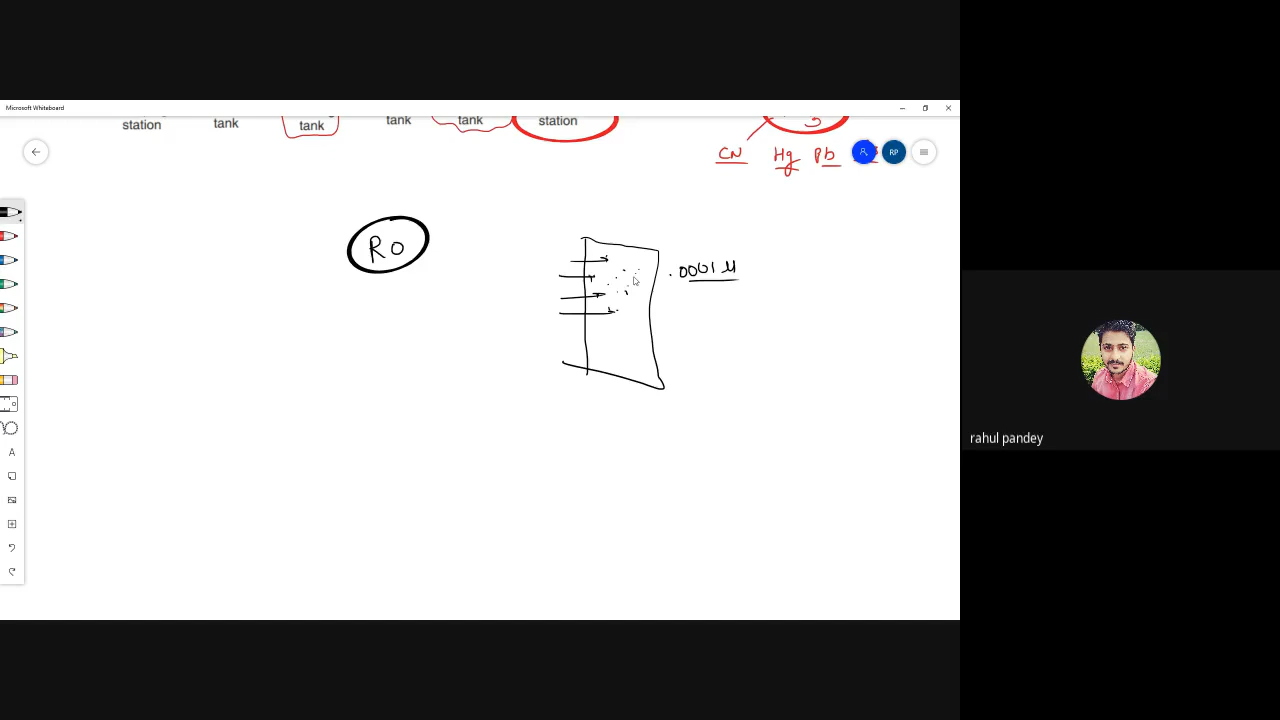 Microsoft Whiteboard
station tank tank tank tank station
CN Hg Pb
RP
RO
.0001 µ
A
rahul pandey